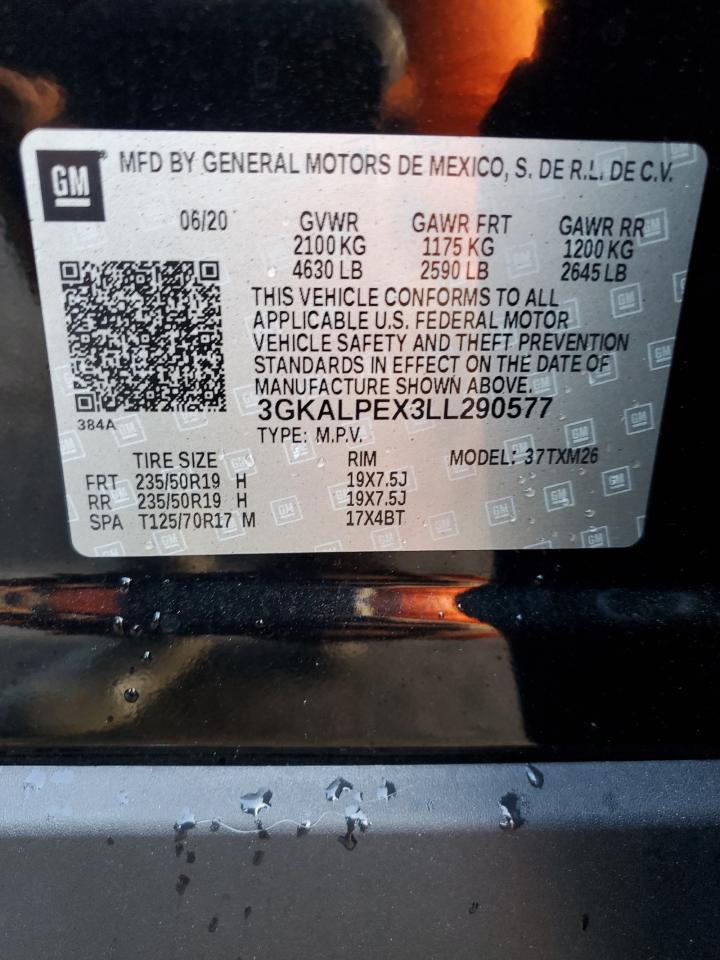 GM
MFD BY GENERAL MOTORS DE MEXICO, S. DE R.L. DE C.V.
06/20 GVWR GAWR FRT GAWR RR
2100 KG 1175 KG 1200 KG
4630 LB 2590 LB 2645 LB
THIS VEHICLE CONFORMS TO ALL
APPLICABLE U.S. FEDERAL MOTOR
VEHICLE SAFETY AND THEFT PREVENTION
STANDARDS IN EFFECT ON THE DATE OF
MANUFACTURE SHOWN ABOVE.
384A
3GKALPEX3LL290577
TYPE: M.P.V.
TIRE SIZE RIM MODEL: 37TXM26
FRT 235/50R19 H 19X7.5J
RR 235/50R19 H 19X7.5J
SPA T125/70R17 M 17X4BT